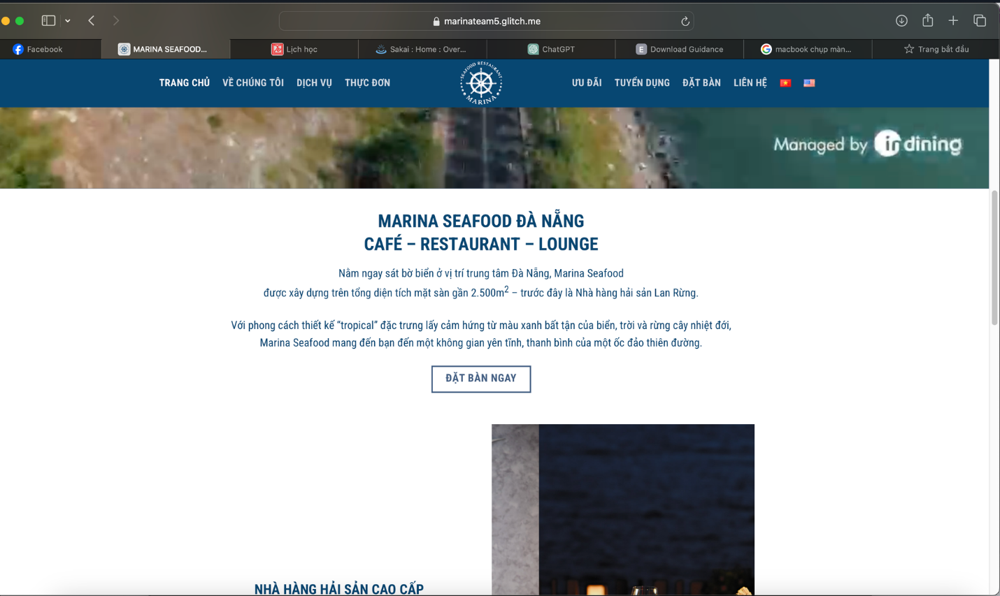 marinateam5.glitch.me
Facebook
MARINA SEAFOOD...
Lịch học
Sakai : Home : Over...
ChatGPT
E Download Guidance
macbook chụp màn...
Trang bắt đầu
TRANG CHỦ VỀ CHÚNG TÔI DỊCH VỤ THỰC ĐƠN
SEAFOOD RESTAURANT
MARINA
ƯU ĐÃI TUYỂN DỤNG ĐẶT BÀN LIÊN HỆ
Managed by in dining
MARINA SEAFOOD ĐÀ NẴNG
CAFÉ – RESTAURANT – LOUNGE
Nằm ngay sát bờ biển ở vị trí trung tâm Đà Nẵng, Marina Seafood
được xây dựng trên tổng diện tích mặt sàn gần 2.500m² – trước đây là Nhà hàng hải sản Lan Rừng.
Với phong cách thiết kế “tropical” đặc trưng lấy cảm hứng từ màu xanh bất tận của biển, trời và rừng cây nhiệt đới,
Marina Seafood mang đến bạn đến một không gian yên tĩnh, thanh bình của một ốc đảo thiên đường.
ĐẶT BÀN NGAY
NHÀ HÀNG HẢI SẢN CAO CẤP